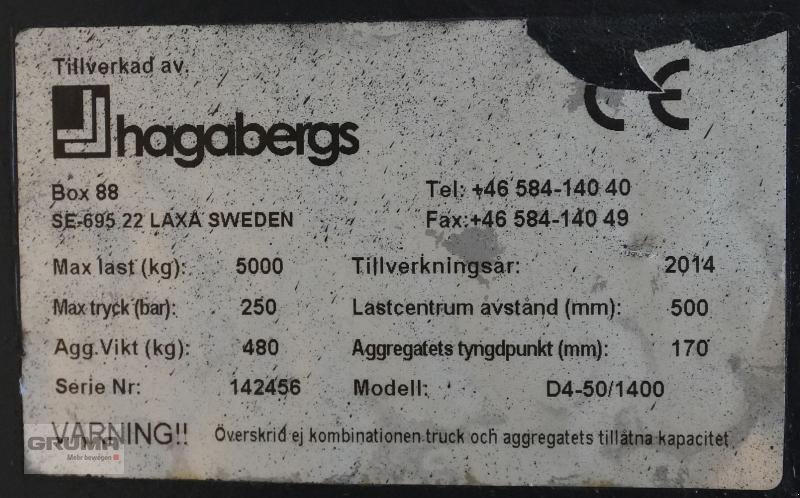 Tillverkad av.
CE
hagabergs
Box 88
Tel: +46 584-140 40
SE-695 22 LAXÅ SWEDEN
Fax:+46 584-140 49
Max last (kg): 5000 Tillverkningsår: 2014
Max tryck (bar): 250 Lastcentrum avstånd (mm): 500
Agg.Vikt (kg): 480 Aggregatets tyngdpunkt (mm): 170
Serie Nr: 142456 Modell: D4-50/1400
VARNING!! Överskrid ej kombinationen truck och aggregatets tillåtna kapacitet
GRUMA
Mehr bewegen